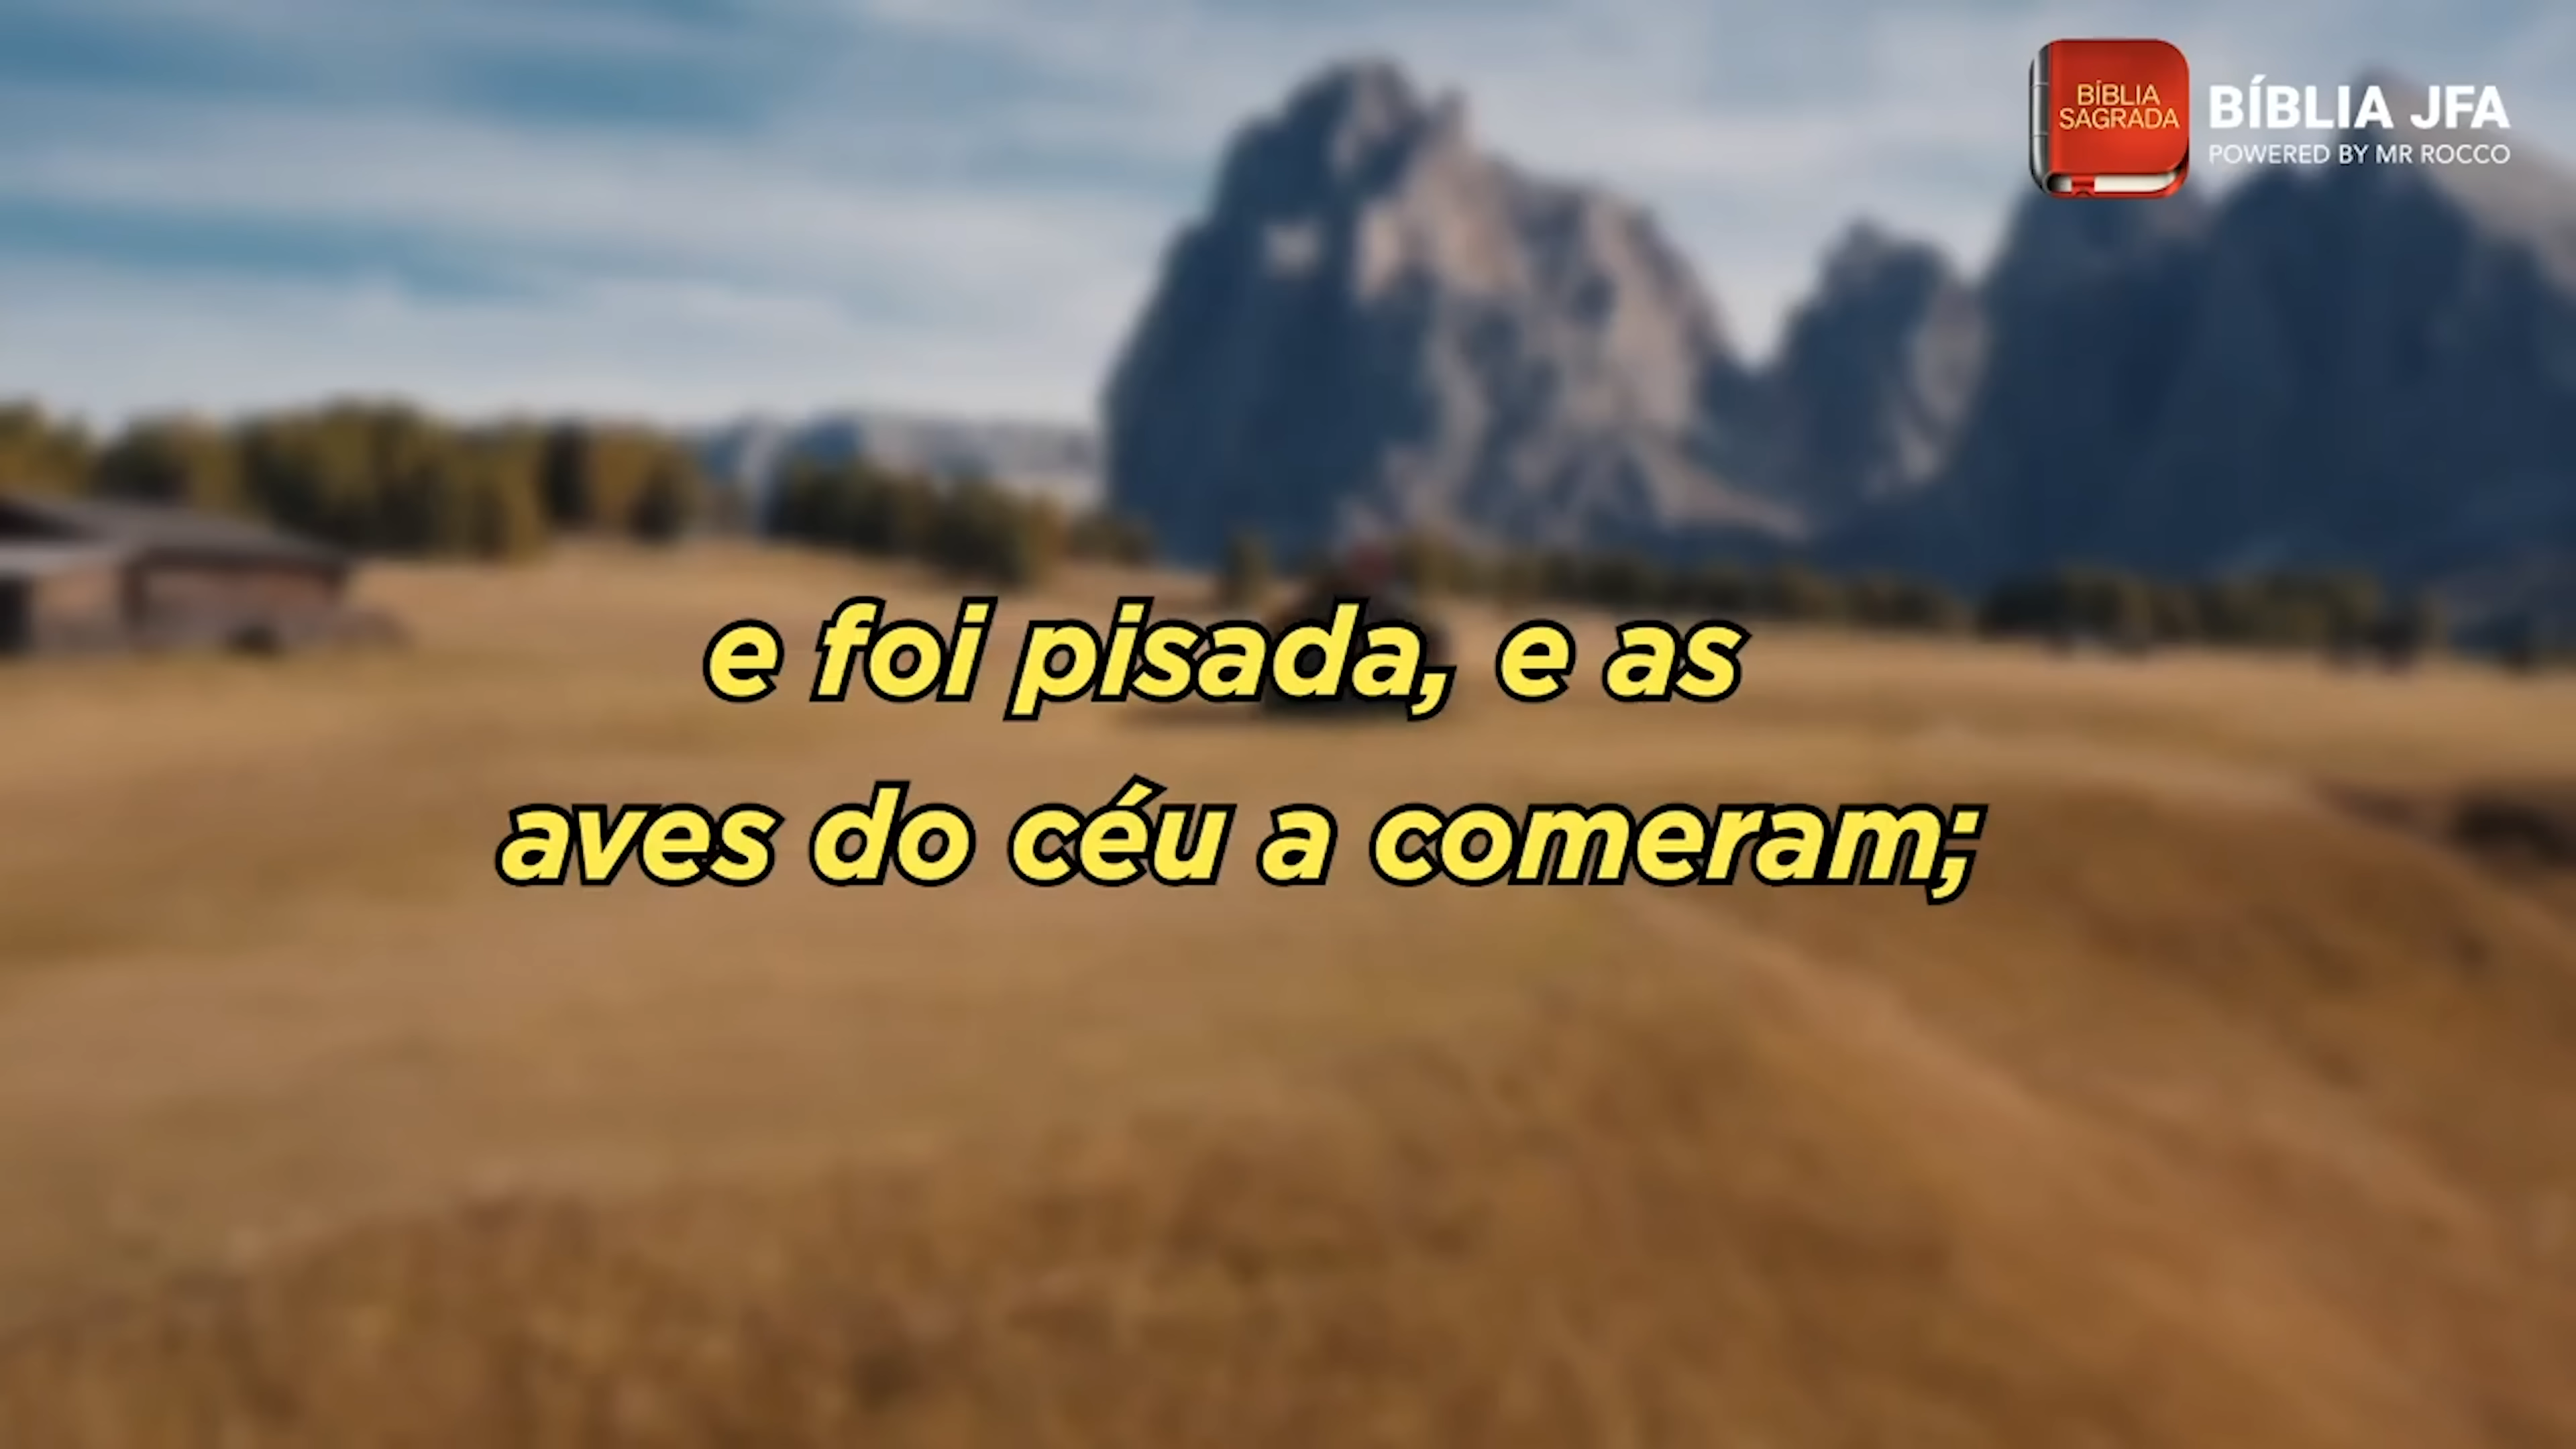 BÍBLIA
SAGRADA
BÍBLIA JFA
POWERED BY MR ROCCO
e foi pisada, e as
aves do céu a comeram;